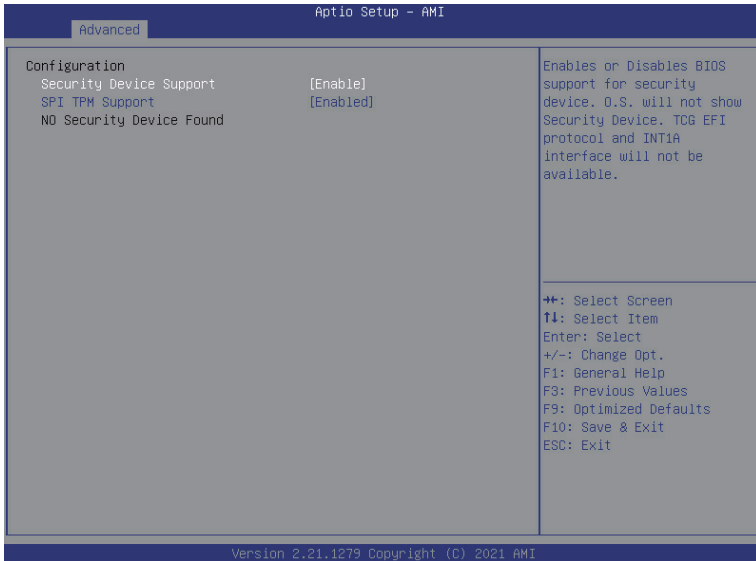 Aptio Setup – AMI
Advanced
Configuration
Security Device Support [Enable]
SPI TPM Support [Enabled]
NO Security Device Found
Enables or Disables BIOS
support for security
device. O.S. will not show
Security Device. TCG EFI
protocol and INT1A
interface will not be
available.
→←: Select Screen
↑↓: Select Item
Enter: Select
+/-: Change Opt.
F1: General Help
F3: Previous Values
F9: Optimized Defaults
F10: Save & Exit
ESC: Exit
Version 2.21.1279 Copyright (C) 2021 AMI